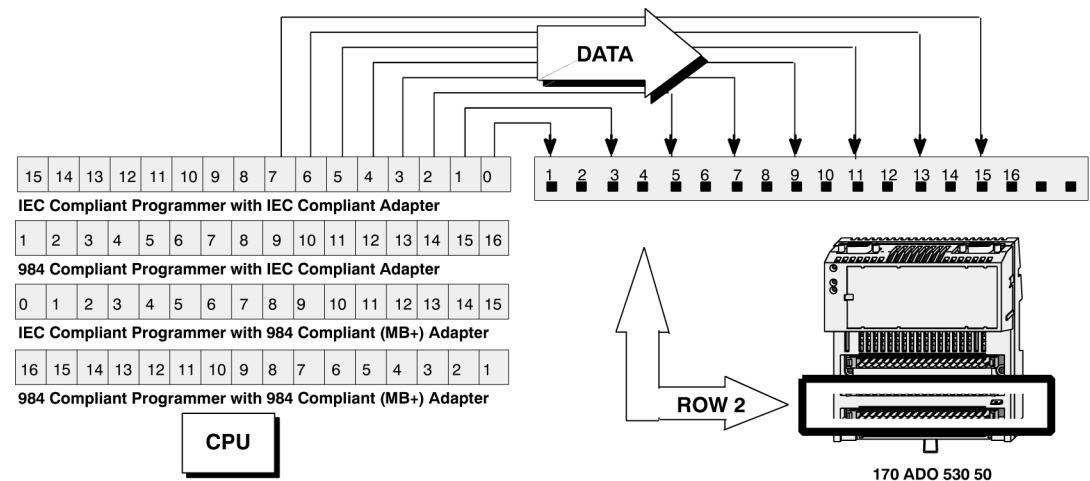 DATA
15 14 13 12 11 10 9 8 7 6 5 4 3 2 1 0
1 2 3 4 5 6 7 8 9 10 11 12 13 14 15 16
IEC Compliant Programmer with IEC Compliant Adapter
1 2 3 4 5 6 7 8 9 10 11 12 13 14 15 16
984 Compliant Programmer with IEC Compliant Adapter
0 1 2 3 4 5 6 7 8 9 10 11 12 13 14 15
IEC Compliant Programmer with 984 Compliant (MB+) Adapter
16 15 14 13 12 11 10 9 8 7 6 5 4 3 2 1
984 Compliant Programmer with 984 Compliant (MB+) Adapter
ROW 2
CPU
170 ADO 530 50